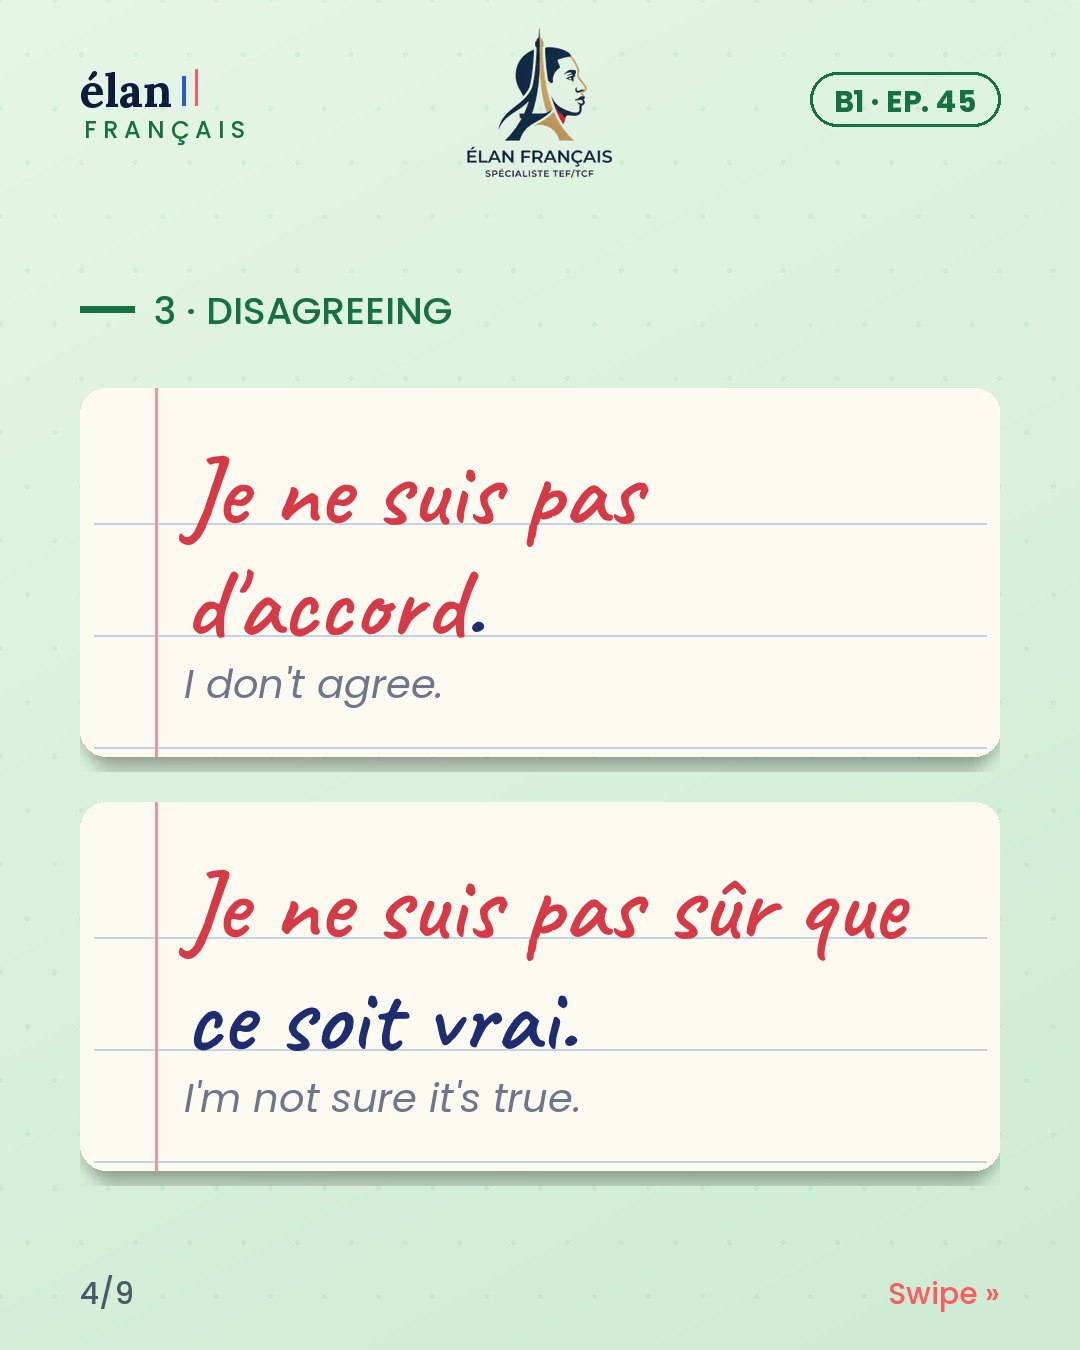 élan
FRANÇAIS
ÉLAN FRANÇAIS
SPÉCIALISTE TEF/TCF
B1 · EP. 45
3 · DISAGREEING
Je ne suis pas
d'accord.
I don't agree.
Je ne suis pas sûr que
ce soit vrai.
I'm not sure it's true.
4/9
Swipe »